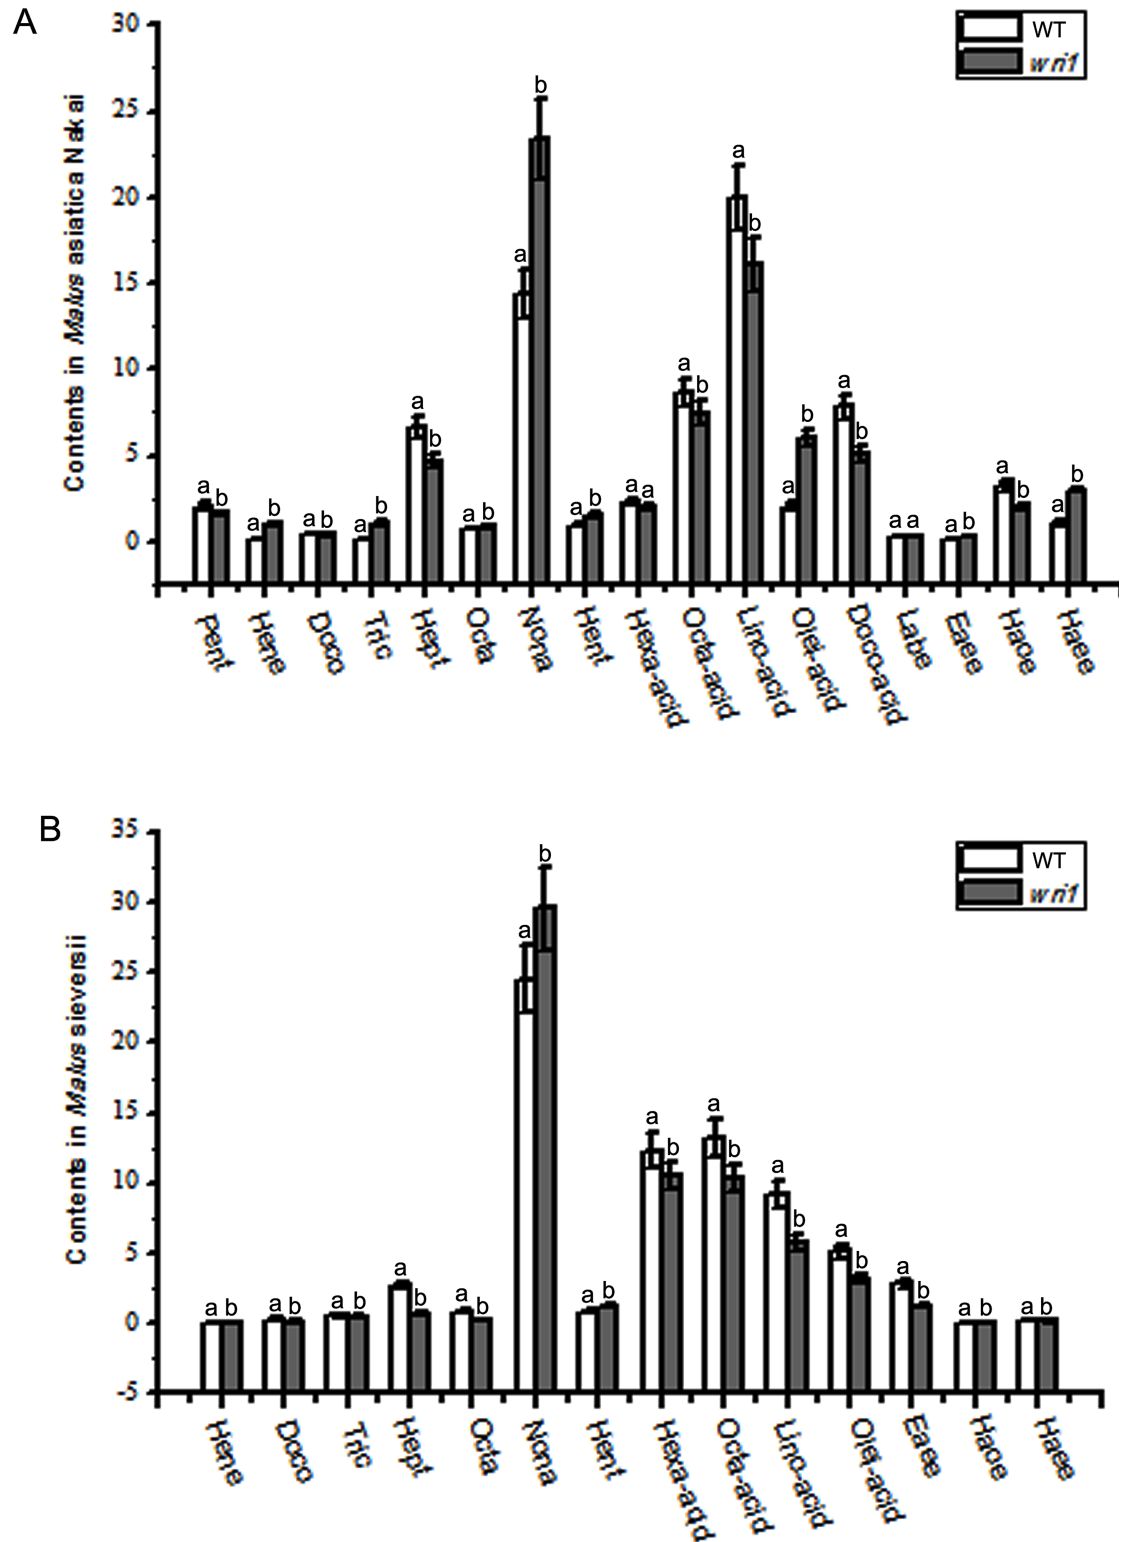 A
30
25
20
15
10
5
0
Contents in Malus asiatica Nakai
WT
wri1
b
a
a
b
a
b
a b
a b
a b
a b
a b
a b
a b
a a
a b
a b
a b
a a
a b
a b
a b
Pent
Hene
Doco
Tric
Hept
Octa
Nona
Hent
Hexa-acid
Octa-acid
Lino-acid
Olei-acid
Doco-acid
Labe
Eaee
Haoe
Haee
B
35
30
25
20
15
10
5
0
-5
Contents in Malus sieversii
WT
wri1
a b
a b
a b
a b
a b
a b
a b
a b
a b
a b
a b
a b
a b
a b
Hene
Doco
Tric
Hept
Octa
Nona
Hent
Hexa-acid
Octa-acid
Lino-acid
Olei-acid
Eaee
Haoe
Haee